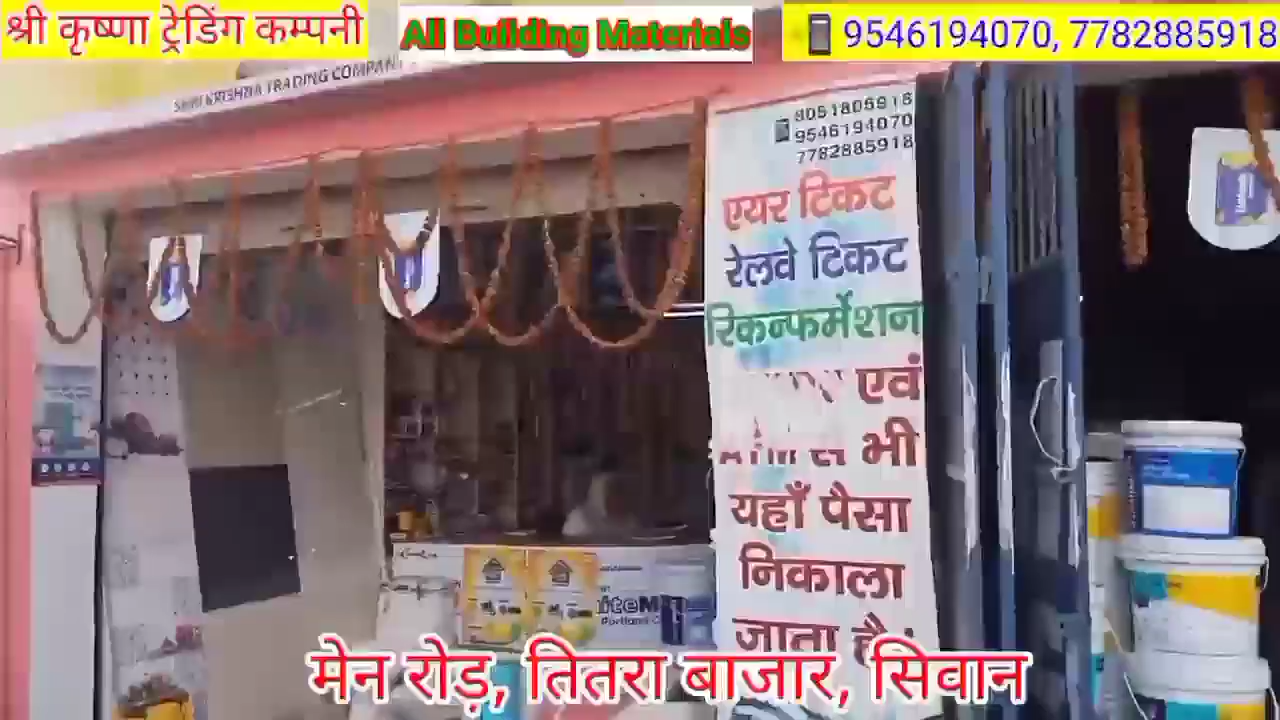 श्री कृष्णा ट्रेडिंग कम्पनी
All Building Materials
9546194070, 7782885918
SHRI KRISHNA TRADING COMPANY
8051805918
9546194070
7782885918
एयर टिकट
रेलवे टिकट
रिकन्फर्मेशन
एवं
भी
यहाँ पैसा
निकाला
जाता है।
मेन रोड़, तितरा बाजार, सिवान